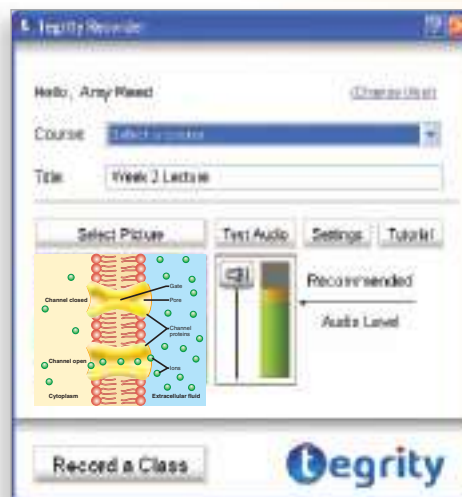 Tegrity Recorder
Hello, Amy Reed
(Change User)
Course: Select a course
Title: Week 2 Lecture
Select Picture Test Audio Settings Tutorial
Gate
Channel closed
Pore
Recommended
Channel
proteins
Audio Level
Channel open
Ions
Cytoplasm
Extracellular fluid
Record a Class
tegrity